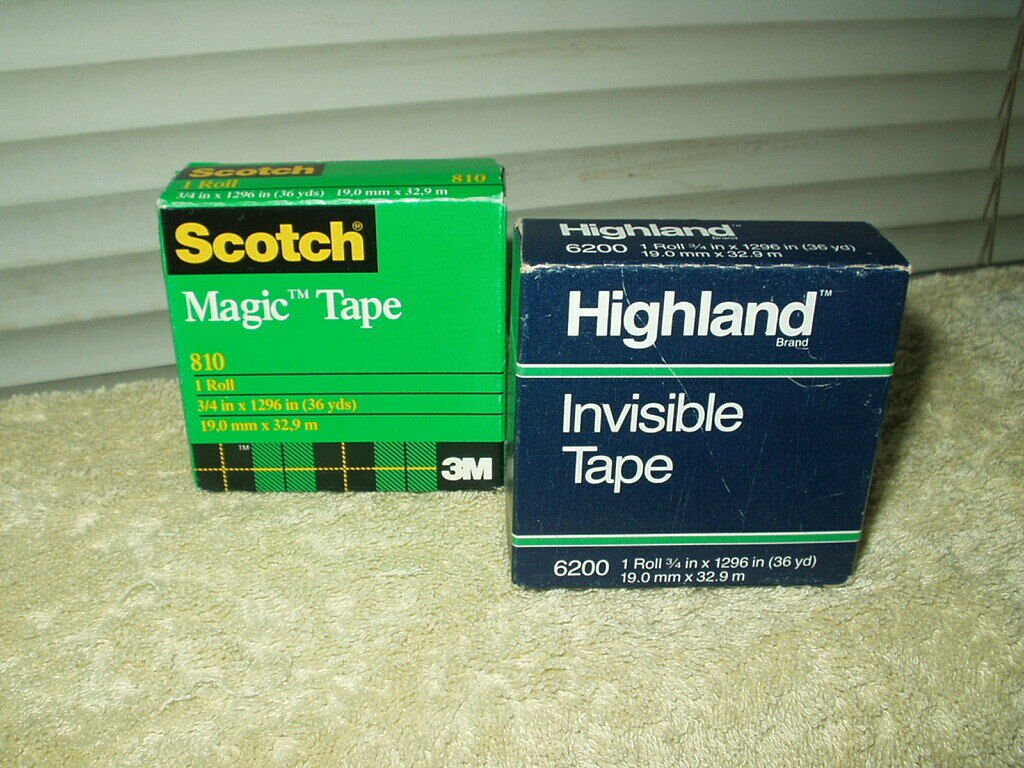 Scotch
1 Roll 810
3/4 in x 1296 in (36 yds) 19,0 mm x 32,9 m
Scotch®
Magic™ Tape
810
1 Roll
3/4 in x 1296 in (36 yds)
19,0 mm x 32,9 m
™
3M
Highland™
Brand
6200 1 Roll ¾ in x 1296 in (36 yd)
19.0 mm x 32.9 m
Highland™
Brand
Invisible
Tape
6200 1 Roll ¾ in x 1296 in (36 yd)
19.0 mm x 32.9 m